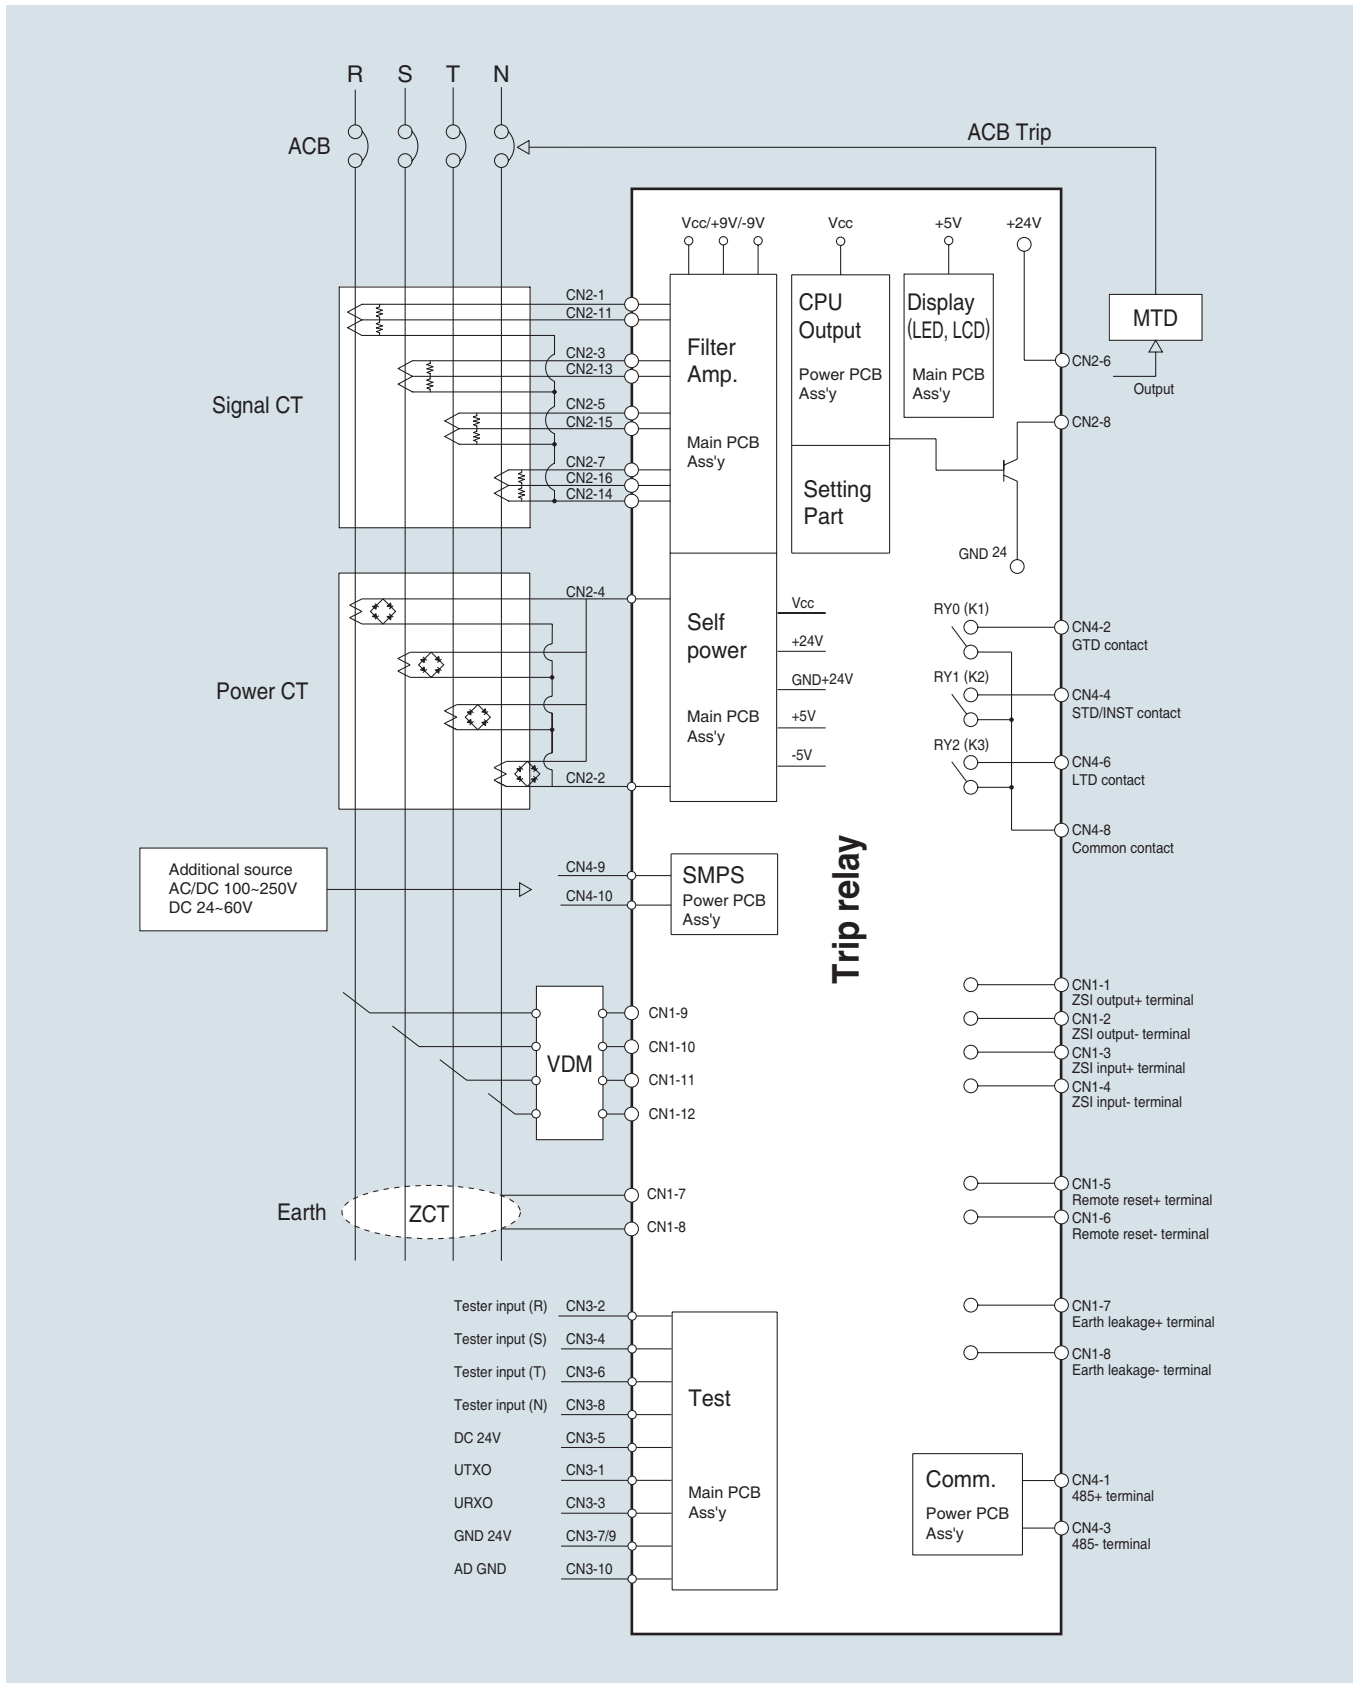 R S T N
ACB
ACB Trip
Vcc/+9V/-9V
Vcc
+5V
+24V
CN2-1
CN2-11
CN2-3
CN2-13
CN2-5
CN2-15
CN2-7
CN2-16
CN2-14
Signal CT
Filter
Amp.
Main PCB
Ass'y
CPU
Output
Power PCB
Ass'y
Setting
Part
Display
(LED, LCD)
Main PCB
Ass'y
MTD
Output
CN2-6
CN2-8
GND 24
Power CT
CN2-4
CN2-2
Self
power
Main PCB
Ass'y
Vcc
+24V
GND+24V
+5V
-5V
RY0 (K1)
CN4-2
GTD contact
RY1 (K2)
CN4-4
STD/INST contact
RY2 (K3)
CN4-6
LTD contact
CN4-8
Common contact
Additional source
AC/DC 100~250V
DC 24~60V
CN4-9
CN4-10
SMPS
Power PCB
Ass'y
Trip relay
VDM
CN1-9
CN1-10
CN1-11
CN1-12
CN1-1
ZSI output+ terminal
CN1-2
ZSI output- terminal
CN1-3
ZSI input+ terminal
CN1-4
ZSI input- terminal
Earth
ZCT
CN1-7
CN1-8
CN1-5
Remote reset+ terminal
CN1-6
Remote reset- terminal
CN1-7
Earth leakage+ terminal
CN1-8
Earth leakage- terminal
Tester input (R) CN3-2
Tester input (S) CN3-4
Tester input (T) CN3-6
Tester input (N) CN3-8
DC 24V CN3-5
UTXO CN3-1
URXO CN3-3
GND 24V CN3-7/9
AD GND CN3-10
Test
Main PCB
Ass'y
Comm.
Power PCB
Ass'y
CN4-1
485+ terminal
CN4-3
485- terminal